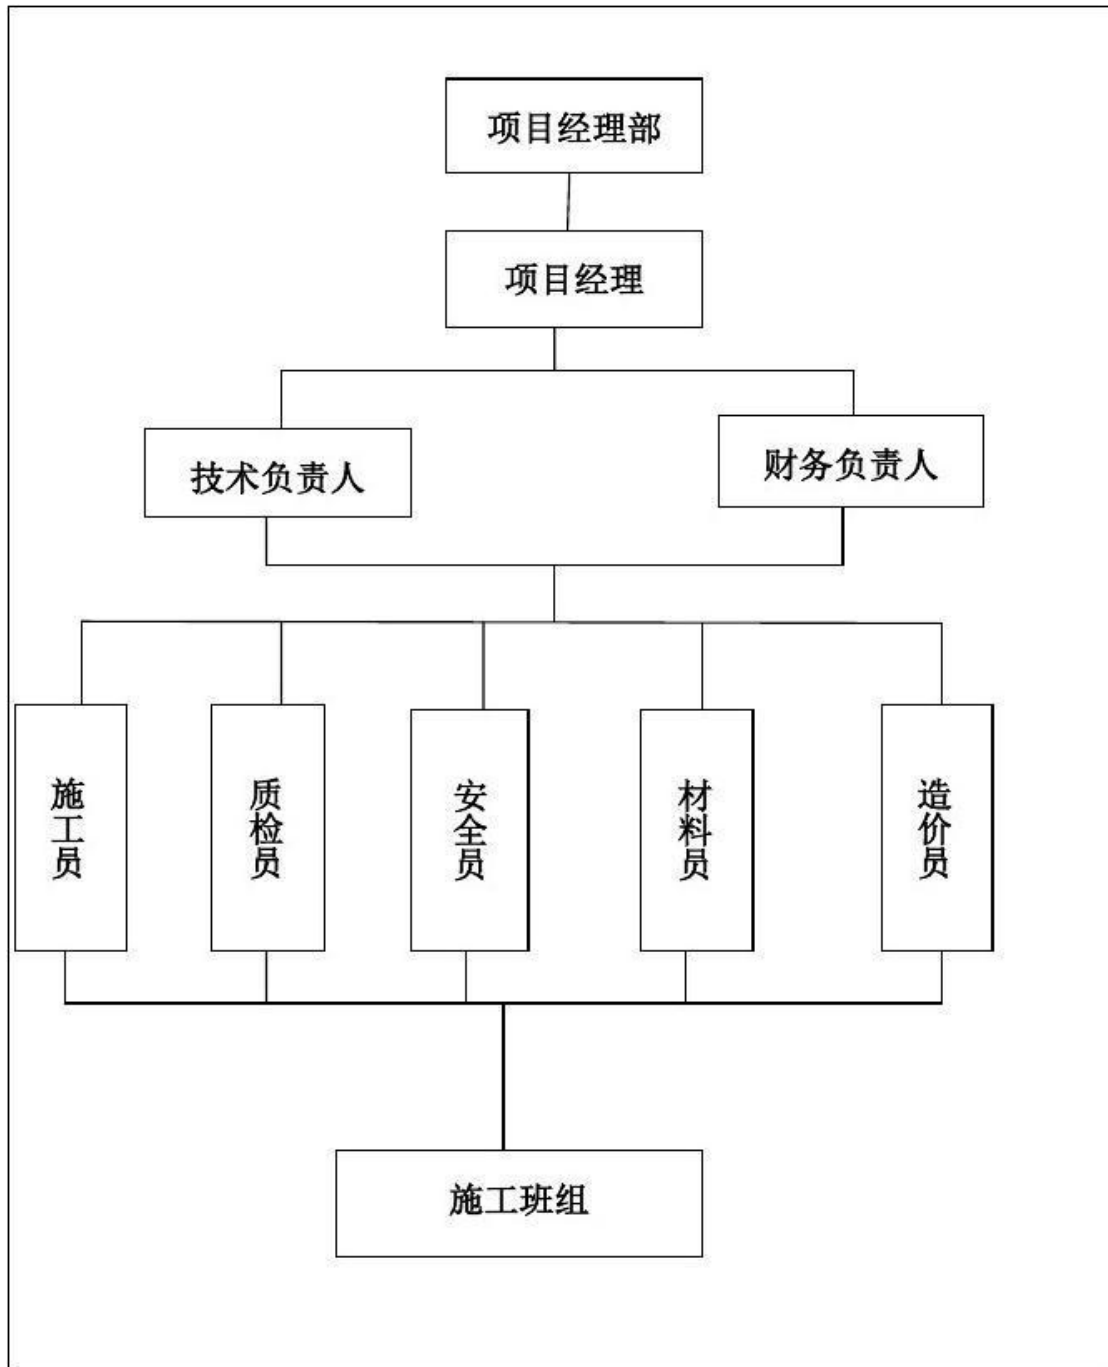 项目经理部
项目经理
技术负责人
财务负责人
施工员
质检员
安全员
材料员
造价员
施工班组